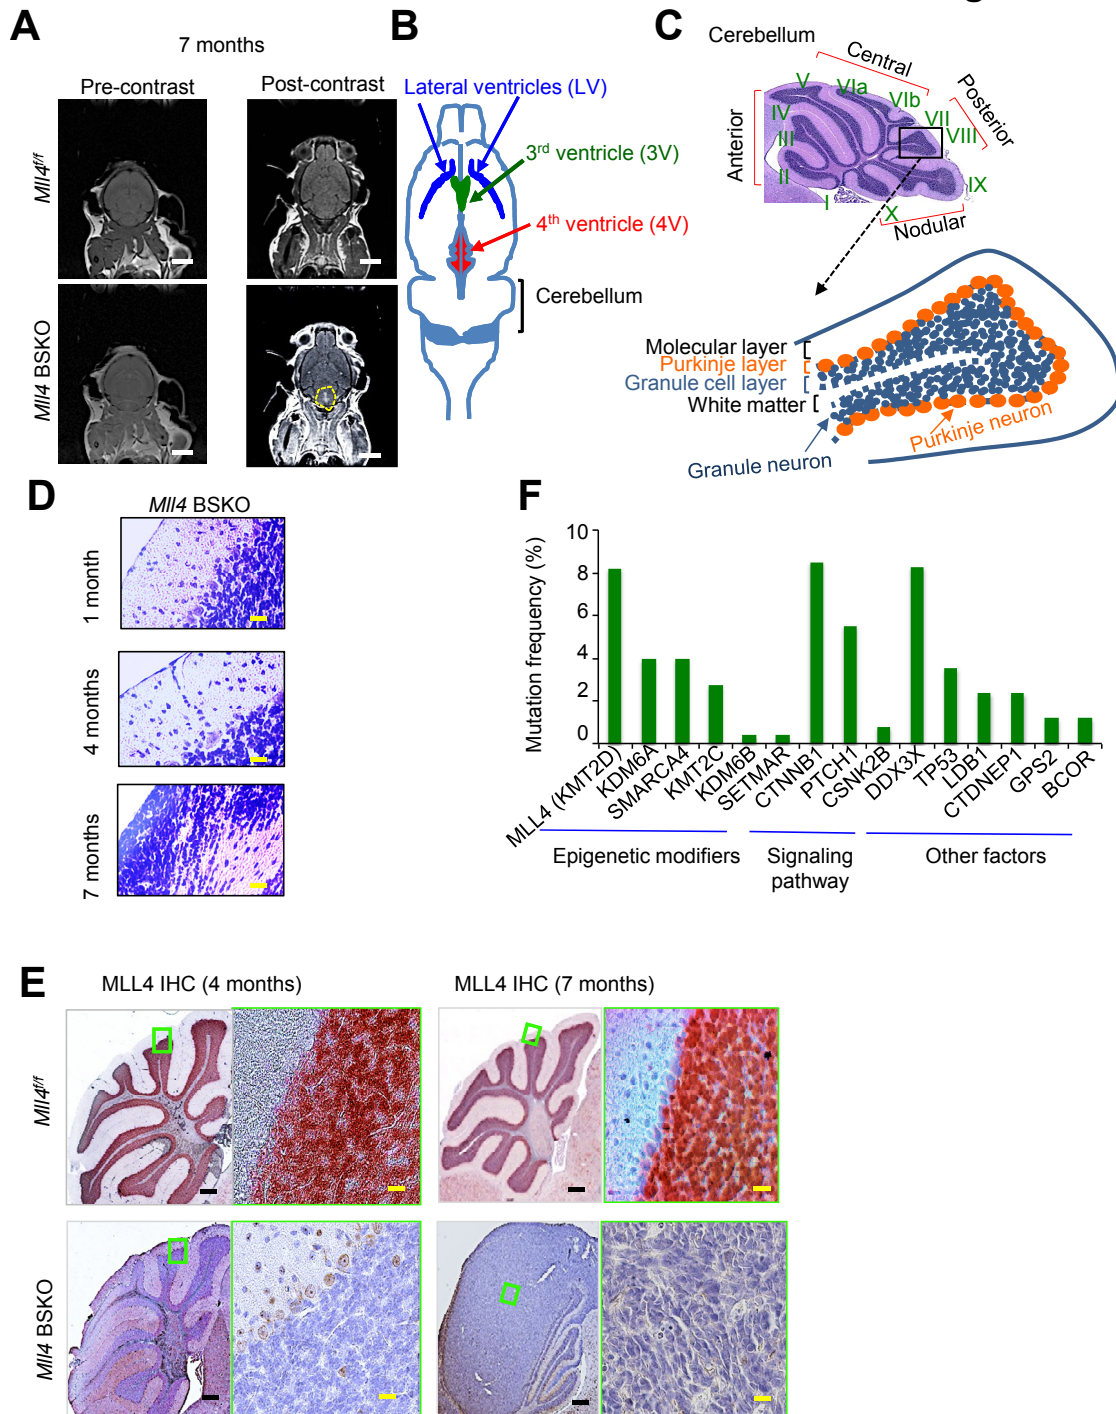 A
7 months
Pre-contrast
Post-contrast
Mll4f/f
Mll4 BSKO
B
Lateral ventricles (LV)
3rd ventricle (3V)
4th ventricle (4V)
Cerebellum
C
Cerebellum
Central
Posterior
Anterior
Nodular
I
II
III
IV
V
VIa
VIb
VII
VIII
IX
X
Molecular layer
Purkinje layer
Granule cell layer
White matter
Purkinje neuron
Granule neuron
D
Mll4 BSKO
1 month
4 months
7 months
F
Mutation frequency (%)
10
8
6
4
2
0
MLL4 (KMT2D)
KDM6A
SMARCA4
KMT2C
KDM6B
SETMAR
CTNNB1
PTCH1
CSNK2B
DDX3X
TP53
LDB1
CTDNEP1
GPS2
BCOR
Epigenetic modifiers
Signaling
pathway
Other factors
E
MLL4 IHC (4 months)
MLL4 IHC (7 months)
Mll4f/f
Mll4 BSKO